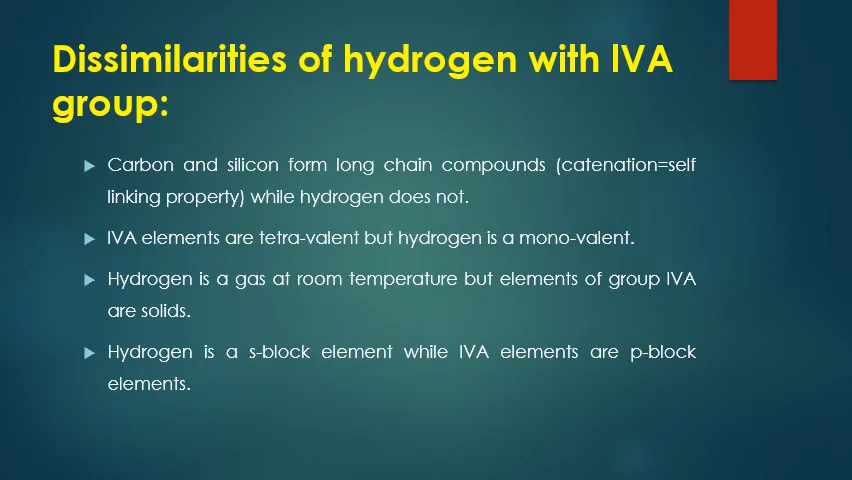 Dissimilarities of hydrogen with IVA
group:
Carbon and silicon form long chain compounds (catenation=self
linking property) while hydrogen does not.
IVA elements are tetra-valent but hydrogen is a mono-valent.
Hydrogen is a gas at room temperature but elements of group IVA
are solids.
Hydrogen is a s-block element while IVA elements are p-block
elements.